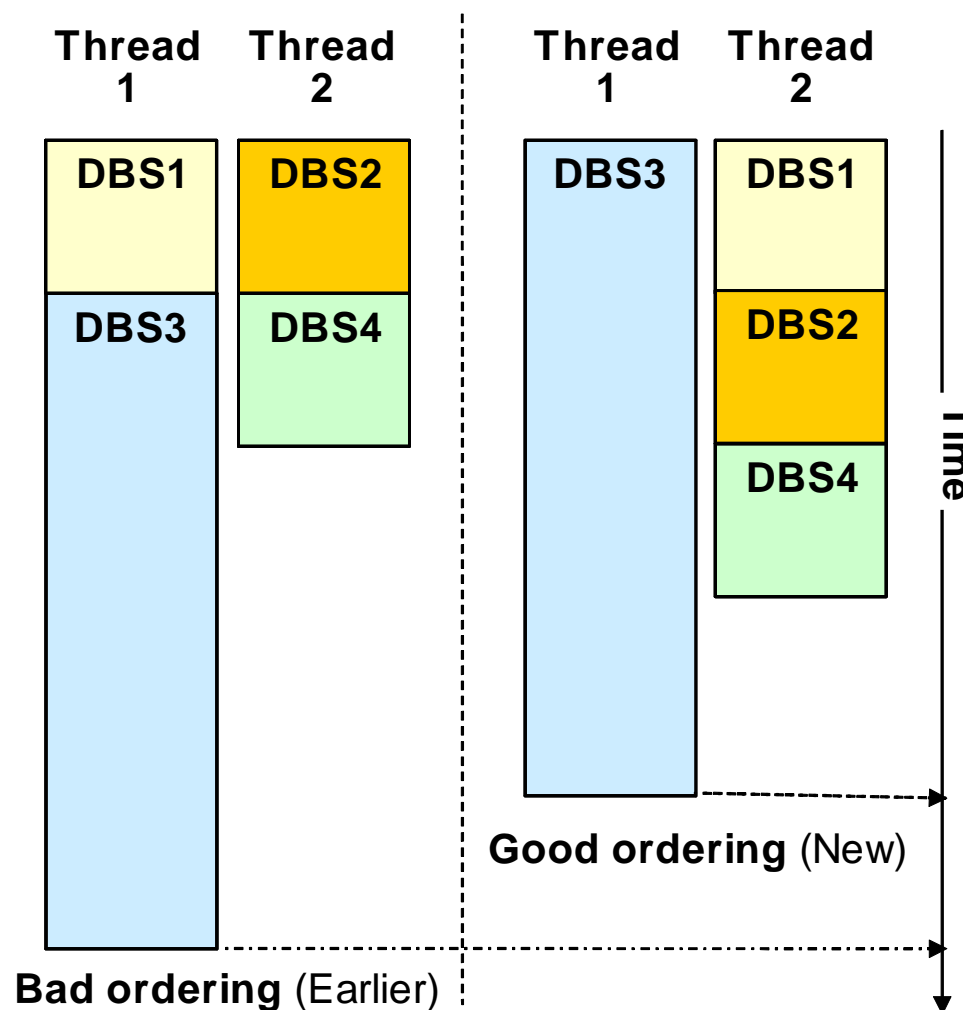 Thread
1
Thread
2
DBS1
DBS2
DBS3
DBS4
Bad ordering (Earlier)
Thread
1
Thread
2
DBS3
DBS1
DBS2
DBS4
Good ordering (New)
Time